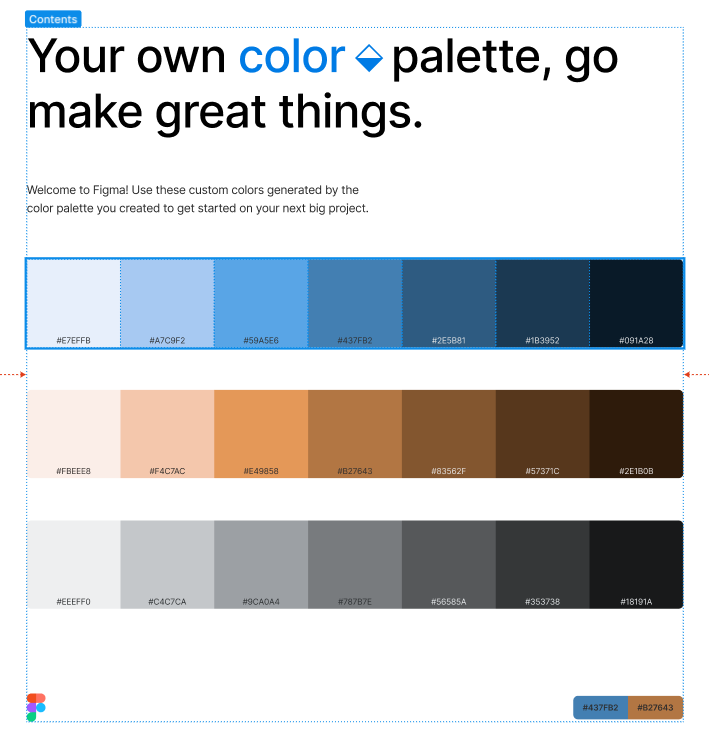 Contents
Your own color palette, go
make great things.
Welcome to Figma! Use these custom colors generated by the
color palette you created to get started on your next big project.
#E7EFFB #A7C9F2 #59A5E6 #437FB2 #2E5B81 #1B3952 #091A28
#FBEEE8 #F4C7AC #E49858 #B27643 #83562F #57371C #2E1B0B
#EEEFF0 #C4C7CA #9CA0A4 #787B7E #56585A #353738 #18191A
#437FB2 #B27643